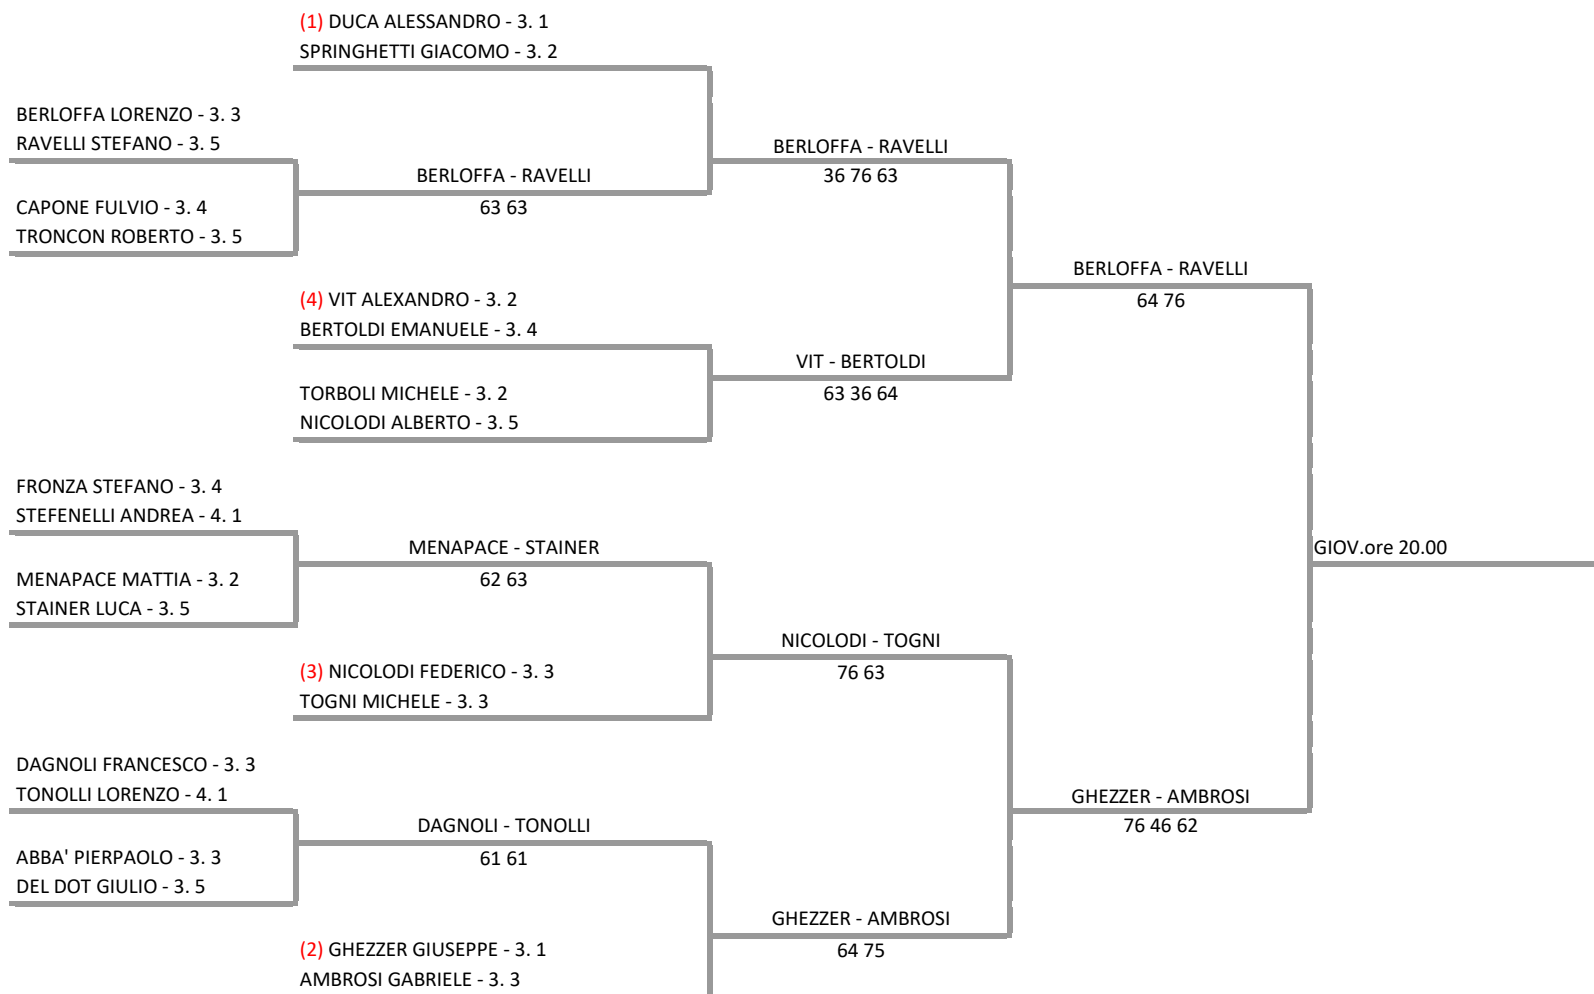 (1) DUCA ALESSANDRO - 3. 1
SPRINGHETTI GIACOMO - 3. 2
BERLOFFA LORENZO - 3. 3
RAVELLI STEFANO - 3. 5
BERLOFFA - RAVELLI
36 76 63
BERLOFFA - RAVELLI
63 63
CAPONE FULVIO - 3. 4
TRONCON ROBERTO - 3. 5
BERLOFFA - RAVELLI
64 76
(4) VIT ALEXANDRO - 3. 2
BERTOLDI EMANUELE - 3. 4
VIT - BERTOLDI
63 36 64
TORBOLI MICHELE - 3. 2
NICOLODI ALBERTO - 3. 5
FRONZA STEFANO - 3. 4
STEFENELLI ANDREA - 4. 1
MENAPACE - STAINER
62 63
GIOV.ore 20.00
MENAPACE MATTIA - 3. 2
STAINER LUCA - 3. 5
NICOLODI - TOGNI
76 63
(3) NICOLODI FEDERICO - 3. 3
TOGNI MICHELE - 3. 3
DAGNOLI FRANCESCO - 3. 3
TONOLLI LORENZO - 4. 1
GHEZZER - AMBROSI
76 46 62
DAGNOLI - TONOLLI
61 61
ABBA' PIERPAOLO - 3. 3
DEL DOT GIULIO - 3. 5
GHEZZER - AMBROSI
64 75
(2) GHEZZER GIUSEPPE - 3. 1
AMBROSI GABRIELE - 3. 3